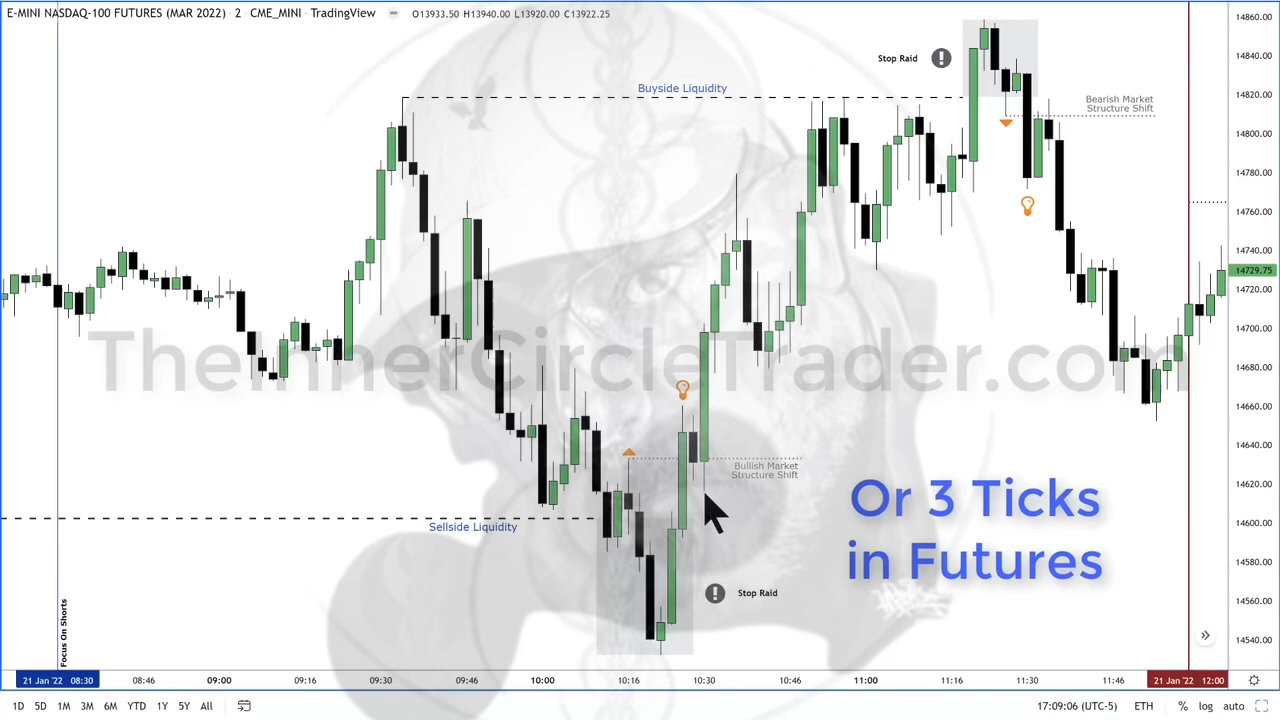 E-MINI NASDAQ-100 FUTURES (MAR 2022) · 2 · CME_MINI · TradingView O13933.50 H13940.00 L13920.00 C13922.25
14860.00
Stop Raid
14840.00
Buyside Liquidity
14820.00
Bearish Market
Structure Shift
14800.00
14780.00
14760.00
14740.00
14729.75
14720.00
14700.00
TheInnerCircleTrader.com
14680.00
14660.00
14640.00
Bullish Market
Structure Shift
14620.00
Or 3 Ticks
in Futures
14600.00
Sellside Liquidity
14580.00
Stop Raid
14560.00
Focus On Shorts
14540.00
21 Jan '22 08:30 08:46 09:00 09:16 09:30 09:46 10:00 10:16 10:30 10:46 11:00 11:16 11:30 11:46 21 Jan '22 12:00
1D 5D 1M 3M 6M YTD 1Y 5Y All 17:09:06 (UTC-5) ETH % log auto